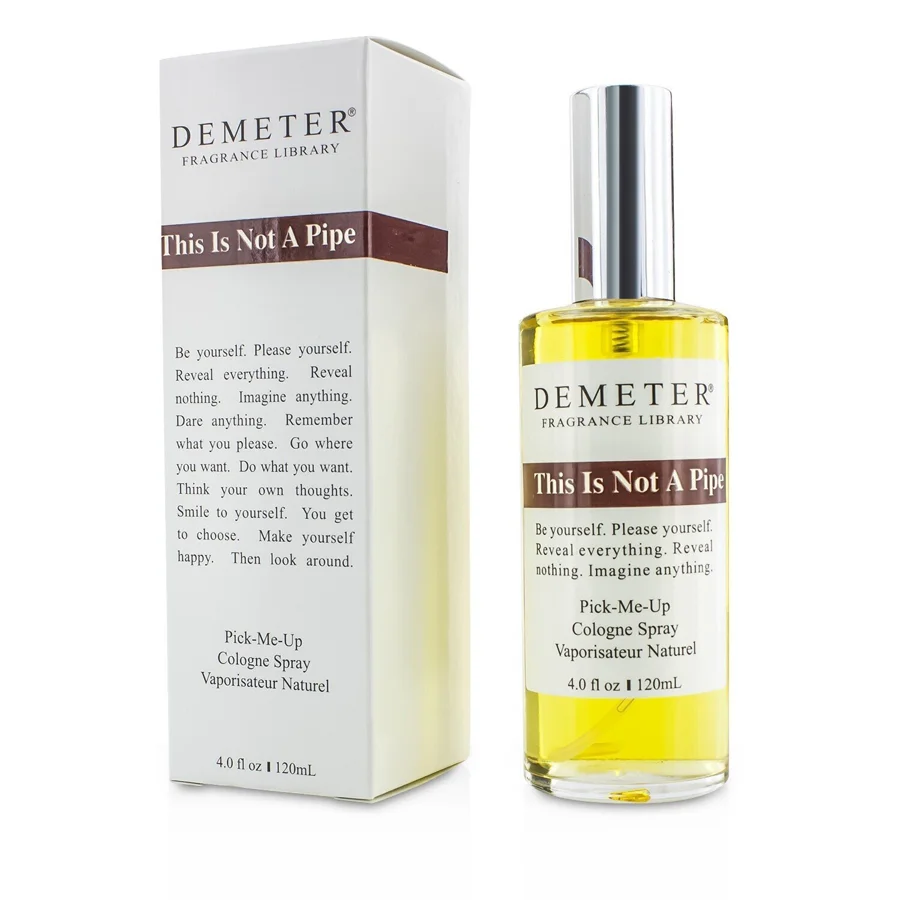 DEMETER®
FRAGRANCE LIBRARY
This Is Not A Pipe
Be yourself. Please yourself.
Reveal everything. Reveal
nothing. Imagine anything.
Dare anything. Remember
what you please. Go where
you want. Do what you want.
Think your own thoughts.
Smile to yourself. You get
to choose. Make yourself
happy. Then look around.
Pick-Me-Up
Cologne Spray
Vaporisateur Naturel
4.0 fl oz ❙ 120mL
DEMETER®
FRAGRANCE LIBRARY
This Is Not A Pipe
Be yourself. Please yourself.
Reveal everything. Reveal
nothing. Imagine anything.
Pick-Me-Up
Cologne Spray
Vaporisateur Naturel
4.0 fl oz ❙ 120mL